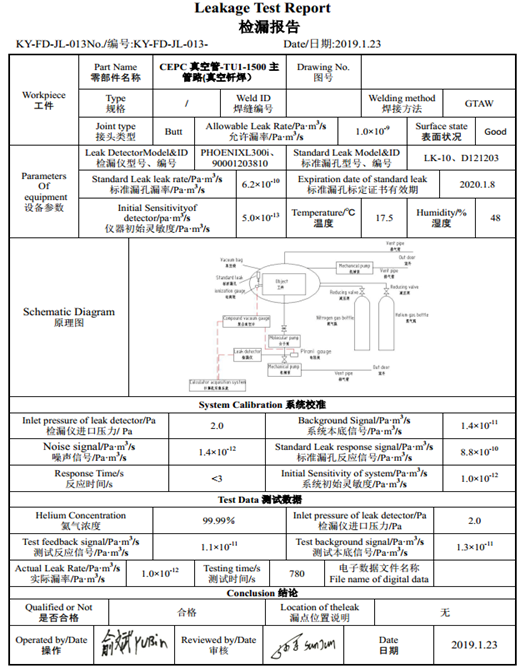 Leakage Test Report
检漏报告
KY-FD-JL-013No./编号:KY-FD-JL-013-
Date/日期:2019.1.23
Workpiece
工件
Part Name
零部件名称
CEPC 真空管-TU1-1500 主
管路(真空钎焊)
Drawing No.
图号
Type
规格
/
Weld ID
焊缝编号
Welding method
焊接方法
GTAW
Joint type
接头类型
Butt
Allowable Leak Rate/Pa·m³/s
允许漏率/Pa·m³/s
1.0×10⁻⁹
Surface state
表面状况
Good
Parameters
Of
equipment
设备参数
Leak DetectorModel&ID
检漏仪型号、编号
PHOENIXL300i、
90001203810
Standard Leak Model&ID
标准漏孔型号、编号
LK-10、D121203
Standard Leak leak rate/Pa·m³/s
标准漏孔漏率/Pa·m³/s
6.2×10⁻¹⁰
Expiration date of standard leak
标准漏孔标定证书有效期
2020.1.8
Initial Sensitivityof
detector/pa·m³/s
仪器初始灵敏度/Pa·m³/s
5.0×10⁻¹³
Temperature/℃
温度
17.5
Humidity/%
湿度
48
Schematic Diagram
原理图
Vacuum bag
Standard leak
Ionization gauge
Object
工件
Mechanical pump
Vent pipe
Out door
Vent pipe
Reducing valve
Reducing valve
Nitrogen gas bottle
Helium gas bottle
Compound vacuum gauge
Molecular pump
Leak detector
Pirani gauge
Mechanical pump
Vent pipe
Out door
Calculator acquisition system
System Calibration 系统校准
Inlet pressure of leak detector/Pa
检漏仪进口压力/ Pa
2.0
Background Signal/Pa·m³/s
系统本底信号/Pa·m³/s
1.4×10⁻¹¹
Noise signal/Pa·m³/s
噪声信号/Pa·m³/s
1.4×10⁻¹²
Standard Leak response signal/Pa·m³/s
标准漏孔反应信号/Pa·m³/s
8.8×10⁻¹⁰
Response Time/s
反应时间/s
<3
Initial Sensitivity of system/Pa·m³/s
系统初始灵敏度/Pa·m³/s
1.0×10⁻¹²
Test Data 测试数据
Helium Concentration
氦气浓度
99.99%
Inlet pressure of leak detector/Pa
检漏仪进口压力/Pa
2.0
Test feedback signal/Pa·m³/s
测试反应信号/Pa·m³/s
1.1×10⁻¹¹
Test background signal/Pa·m³/s
测试本底信号/Pa·m³/s
1.3×10⁻¹¹
Actual Leak Rate/Pa·m³/s
实际漏率/Pa·m³/s
1.0×10⁻¹²
Testing time/s
测试时间/s
780
电子数据文件名称
File name of digital data
Conclusion 结论
Qualified or Not
是否合格
合格
Location of theleak
漏点位置说明
无
Operated by/Date
操作
YuBin
Reviewed by/Date
审核
SunJun
Date
日期
2019.1.23